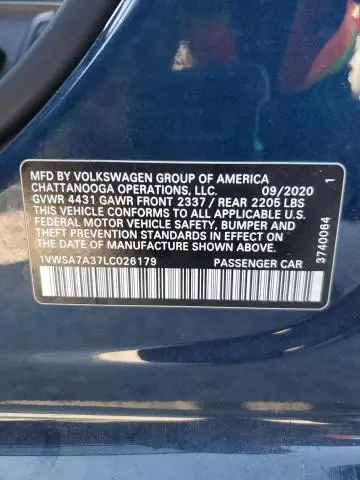 MFD BY VOLKSWAGEN GROUP OF AMERICA
CHATTANOOGA OPERATIONS, LLC. 09/2020
GVWR 4431 GAWR FRONT 2337 / REAR 2205 LBS
THIS VEHICLE CONFORMS TO ALL APPLICABLE U.S.
FEDERAL MOTOR VEHICLE SAFETY, BUMPER AND
THEFT PREVENTION STANDARDS IN EFFECT ON THE
DATE OF MANUFACTURE SHOWN ABOVE.
1VWSA7A37LC026179 PASSENGER CAR
3740064 1